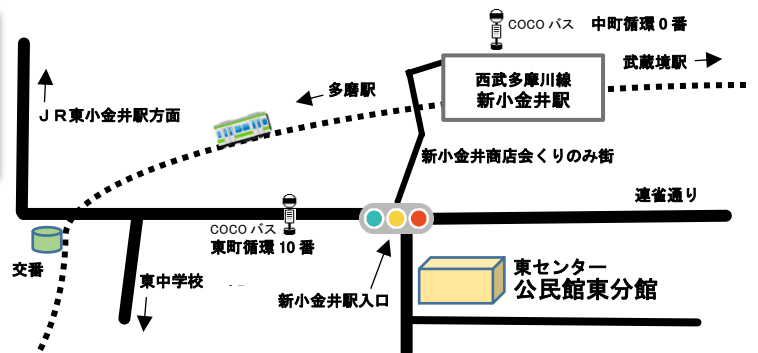 COCO バス 中町循環 0 番
武蔵境駅
西武多摩川線
新小金井駅
多磨駅
JR東小金井駅方面
新小金井商店会くりのみ街
連雀通り
COCO バス
東町循環 10 番
交番
東センター
公民館東分館
東中学校
新小金井駅入口